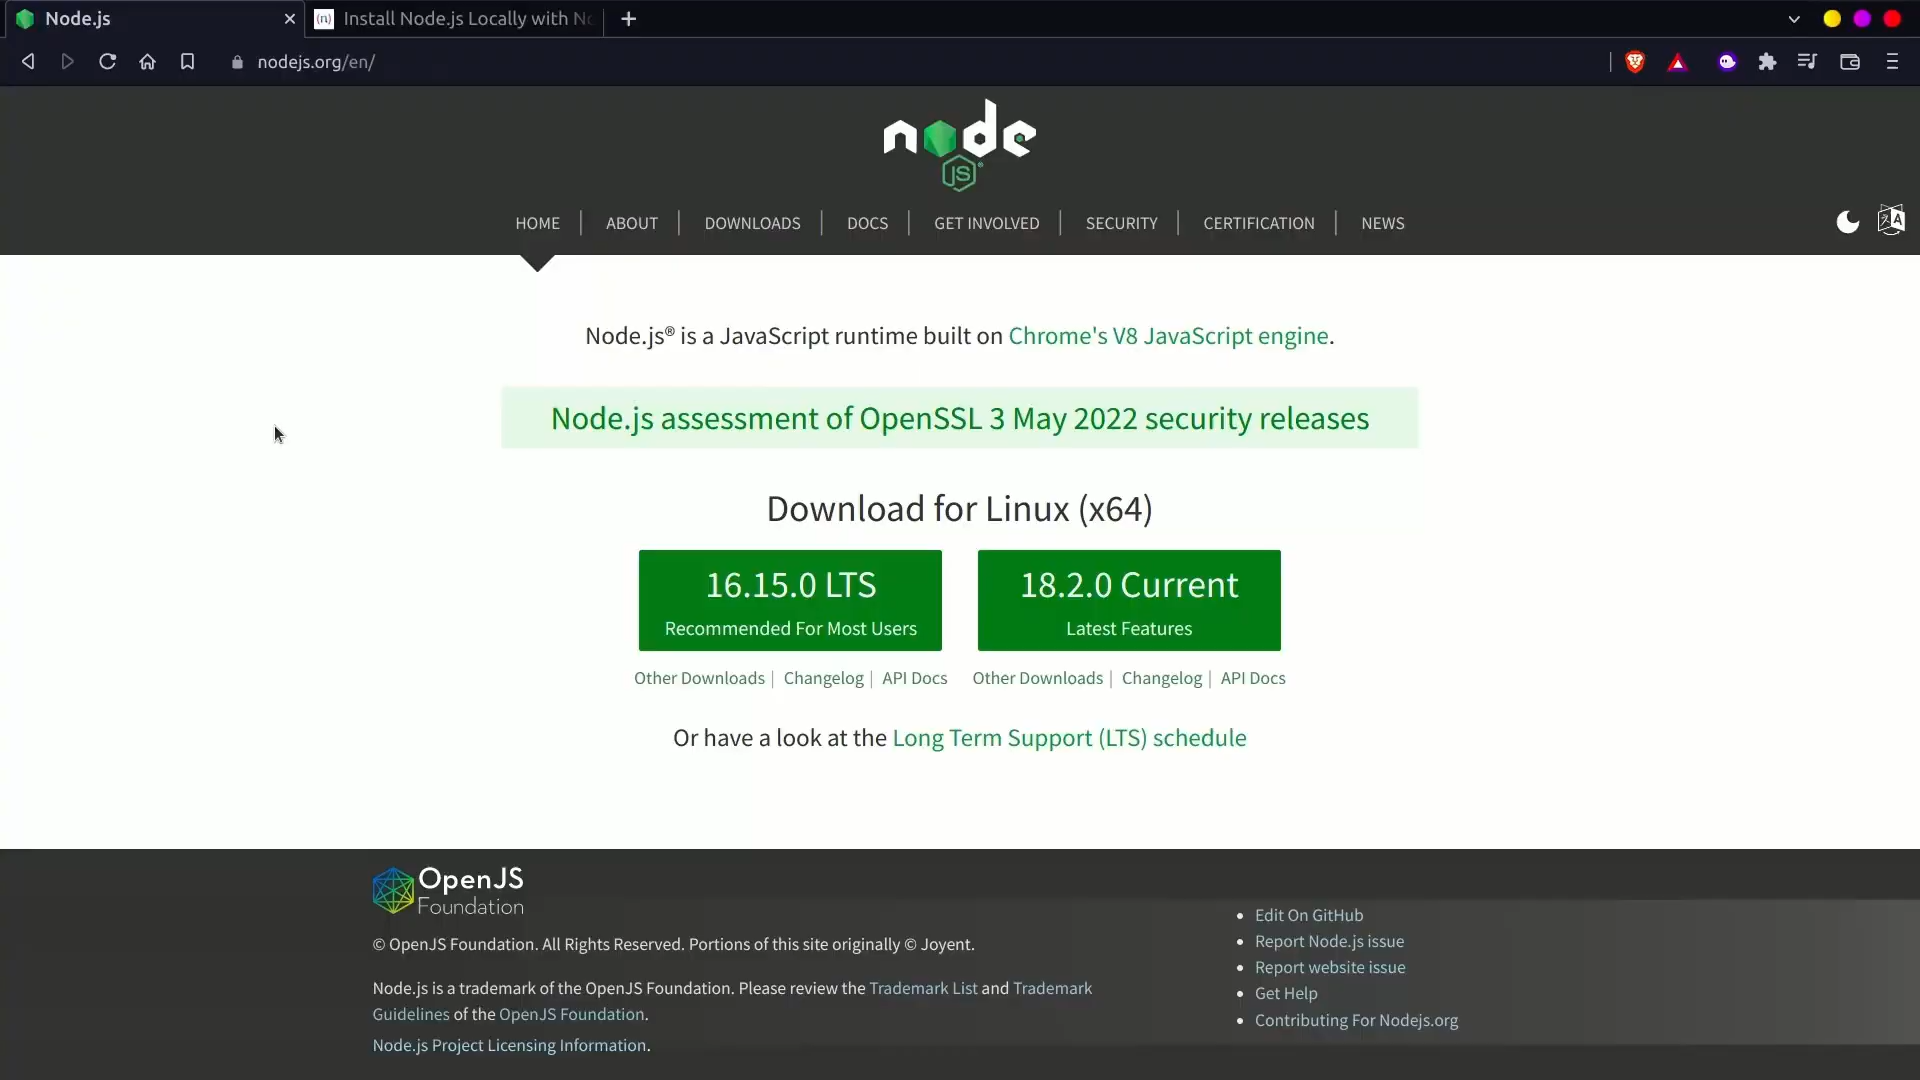 Node.js
Install Node.js Locally with No
nodejs.org/en/
node
JS
HOME
ABOUT
DOWNLOADS
DOCS
GET INVOLVED
SECURITY
CERTIFICATION
NEWS
Node.js® is a JavaScript runtime built on Chrome's V8 JavaScript engine.
Node.js assessment of OpenSSL 3 May 2022 security releases
Download for Linux (x64)
16.15.0 LTS
Recommended For Most Users
18.2.0 Current
Latest Features
Other Downloads | Changelog | API Docs
Other Downloads | Changelog | API Docs
Or have a look at the Long Term Support (LTS) schedule
OpenJS
Foundation
© OpenJS Foundation. All Rights Reserved. Portions of this site originally © Joyent.
Node.js is a trademark of the OpenJS Foundation. Please review the Trademark List and Trademark
Guidelines of the OpenJS Foundation.
Node.js Project Licensing Information.
Edit On GitHub
Report Node.js issue
Report website issue
Get Help
Contributing For Nodejs.org